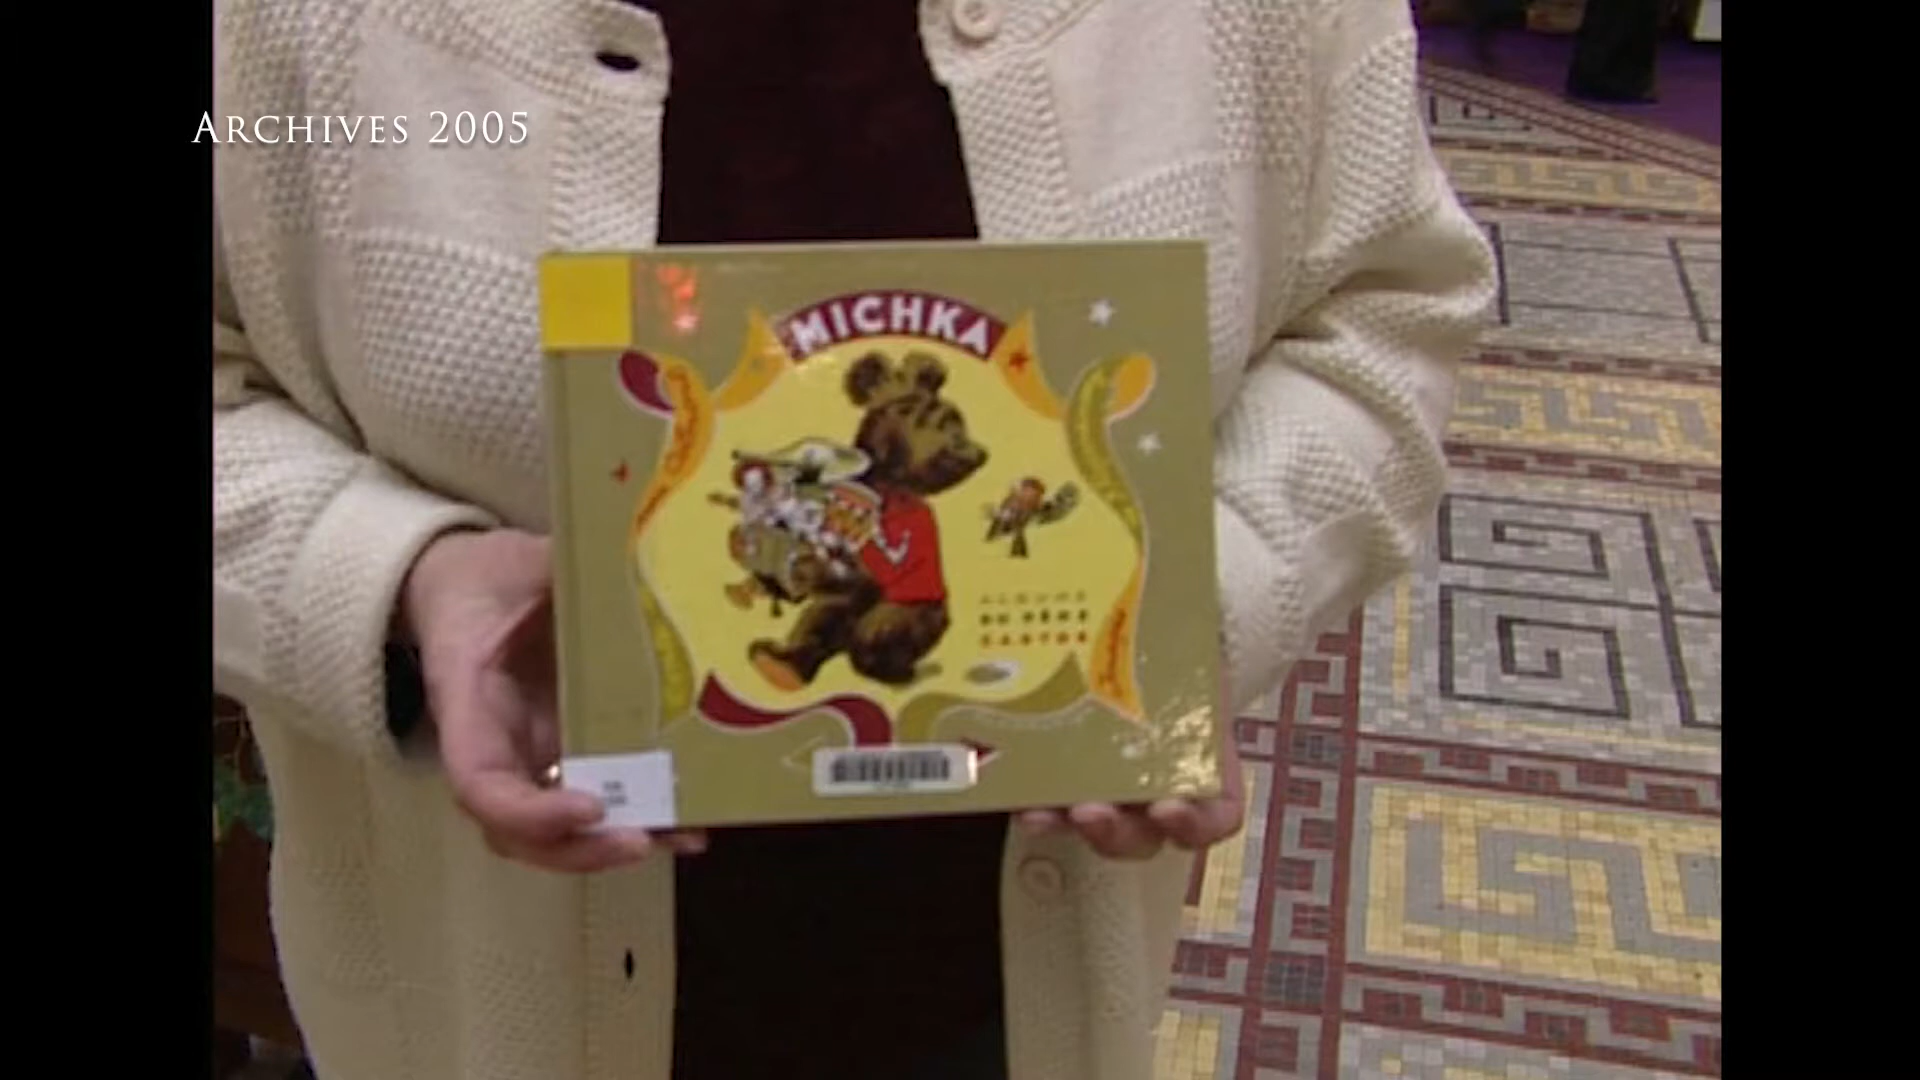 ARCHIVES 2005
MICHKA
ALBUMS
DU PÈRE
CASTOR